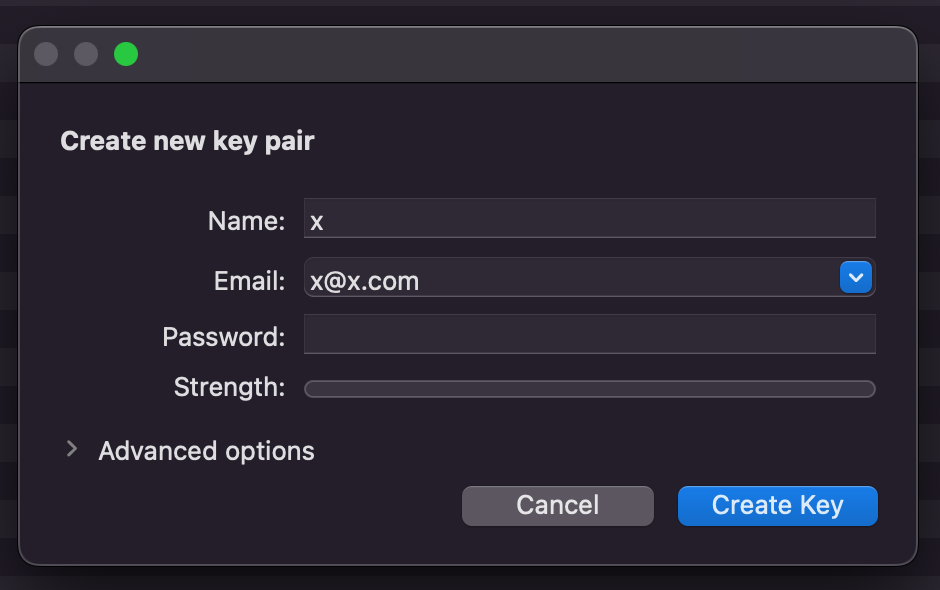 Create new key pair
Name: x
Email: x@x.com
Password:
Strength:
Advanced options
Cancel Create Key